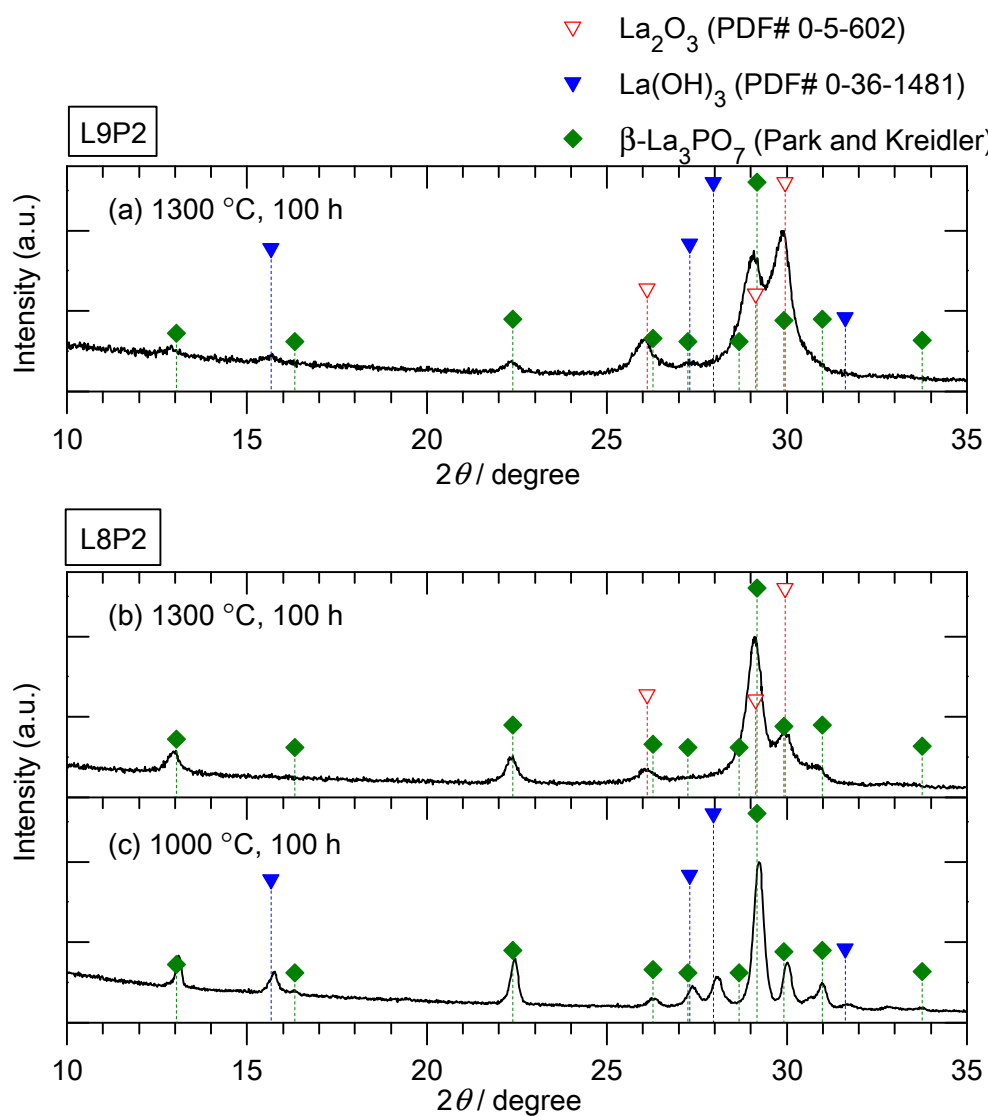 La2O3 (PDF# 0-5-602)
La(OH)3 (PDF# 0-36-1481)
β-La3PO7 (Park and Kreidler)
L9P2
(a) 1300 °C, 100 h
Intensity (a.u.)
10 15 20 25 30 35
2θ / degree
L8P2
(b) 1300 °C, 100 h
Intensity (a.u.)
(c) 1000 °C, 100 h
10 15 20 25 30 35
2θ / degree